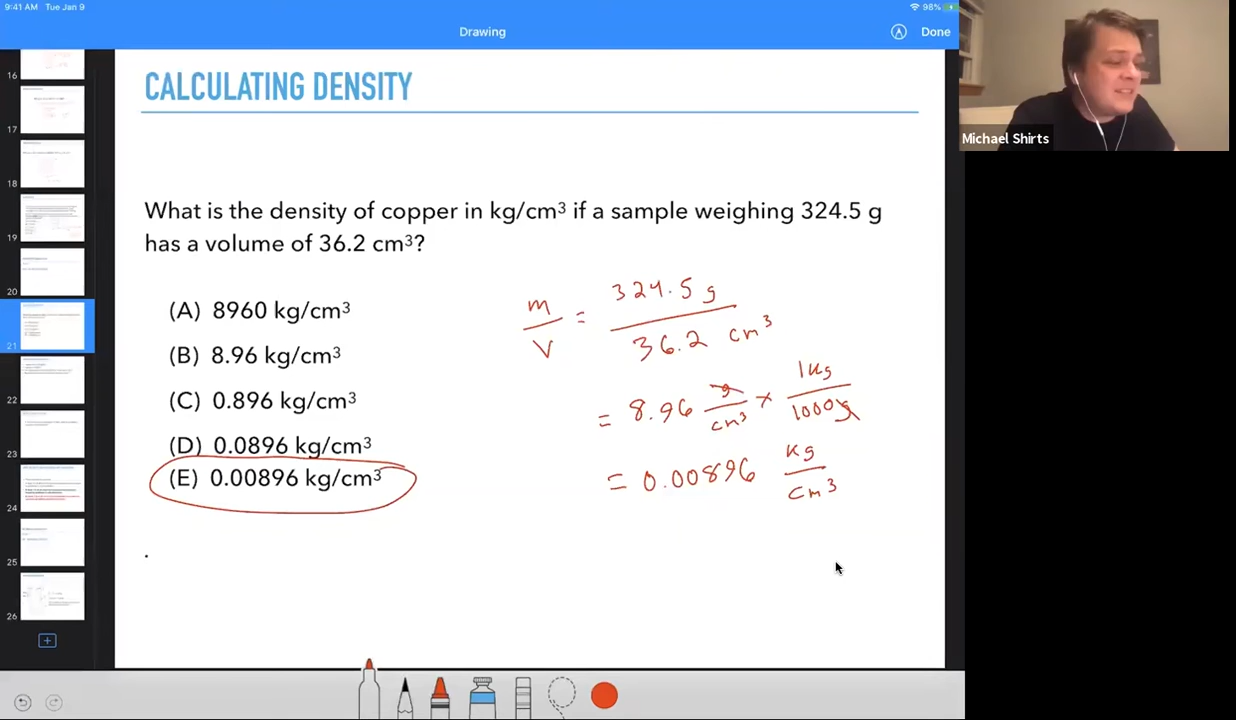 9:41 AM Tue Jan 9
98%
Drawing
Done
Michael Shirts
16
17
18
19
20
21
22
23
24
25
26
CALCULATING DENSITY
What is the density of copper in kg/cm³ if a sample weighing 324.5 g
has a volume of 36.2 cm³?
(A) 8960 kg/cm³
(B) 8.96 kg/cm³
(C) 0.896 kg/cm³
(D) 0.0896 kg/cm³
(E) 0.00896 kg/cm³
.
m/V = 324.5 g / 36.2 cm³
= 8.96 g/cm³ × 1kg/1000g
= 0.00896 kg/cm³